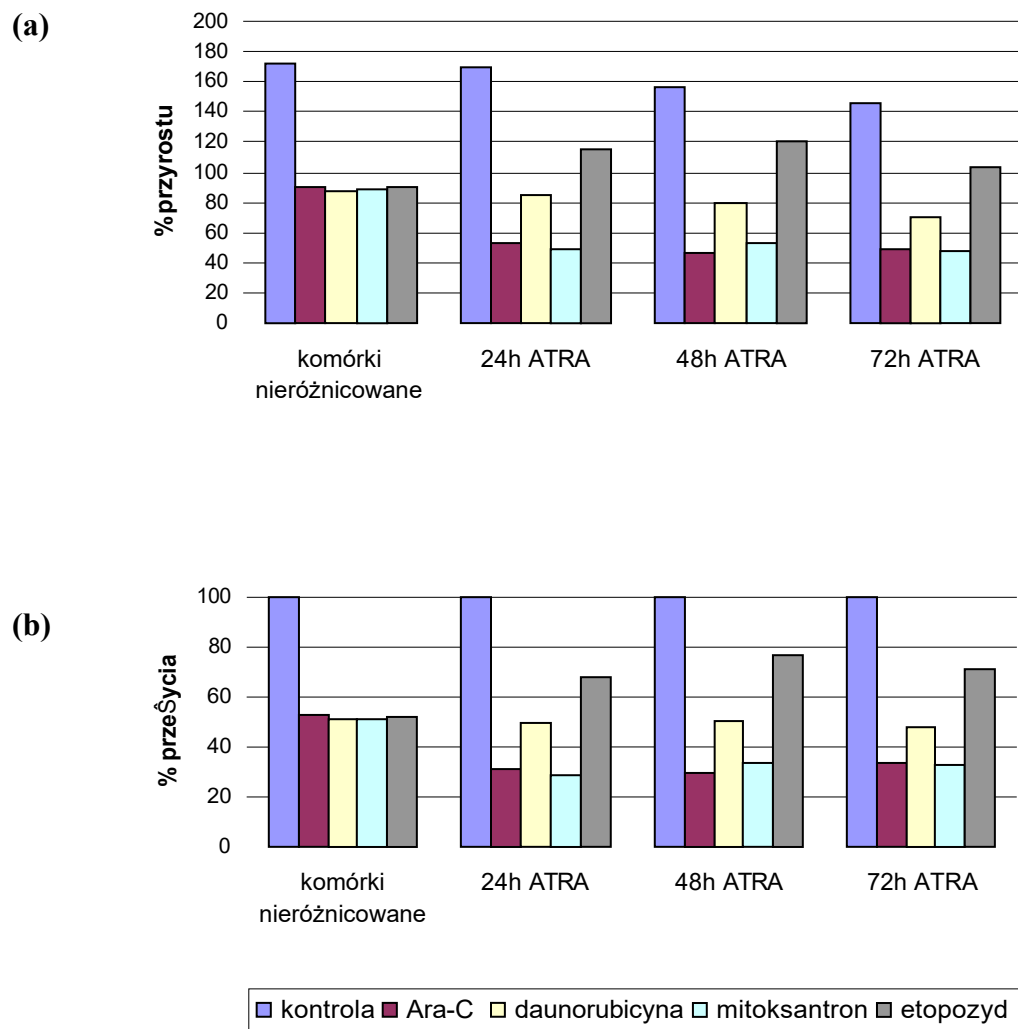 (a)
% przyrostu
200
180
160
140
120
100
80
60
40
20
0
komórki
nieróżnicowane
24h ATRA
48h ATRA
72h ATRA
(b)
% przeŜycia
100
80
60
40
20
0
komórki
nieróżnicowane
24h ATRA
48h ATRA
72h ATRA
kontrola Ara-C daunorubicyna mitoksantron etopozyd